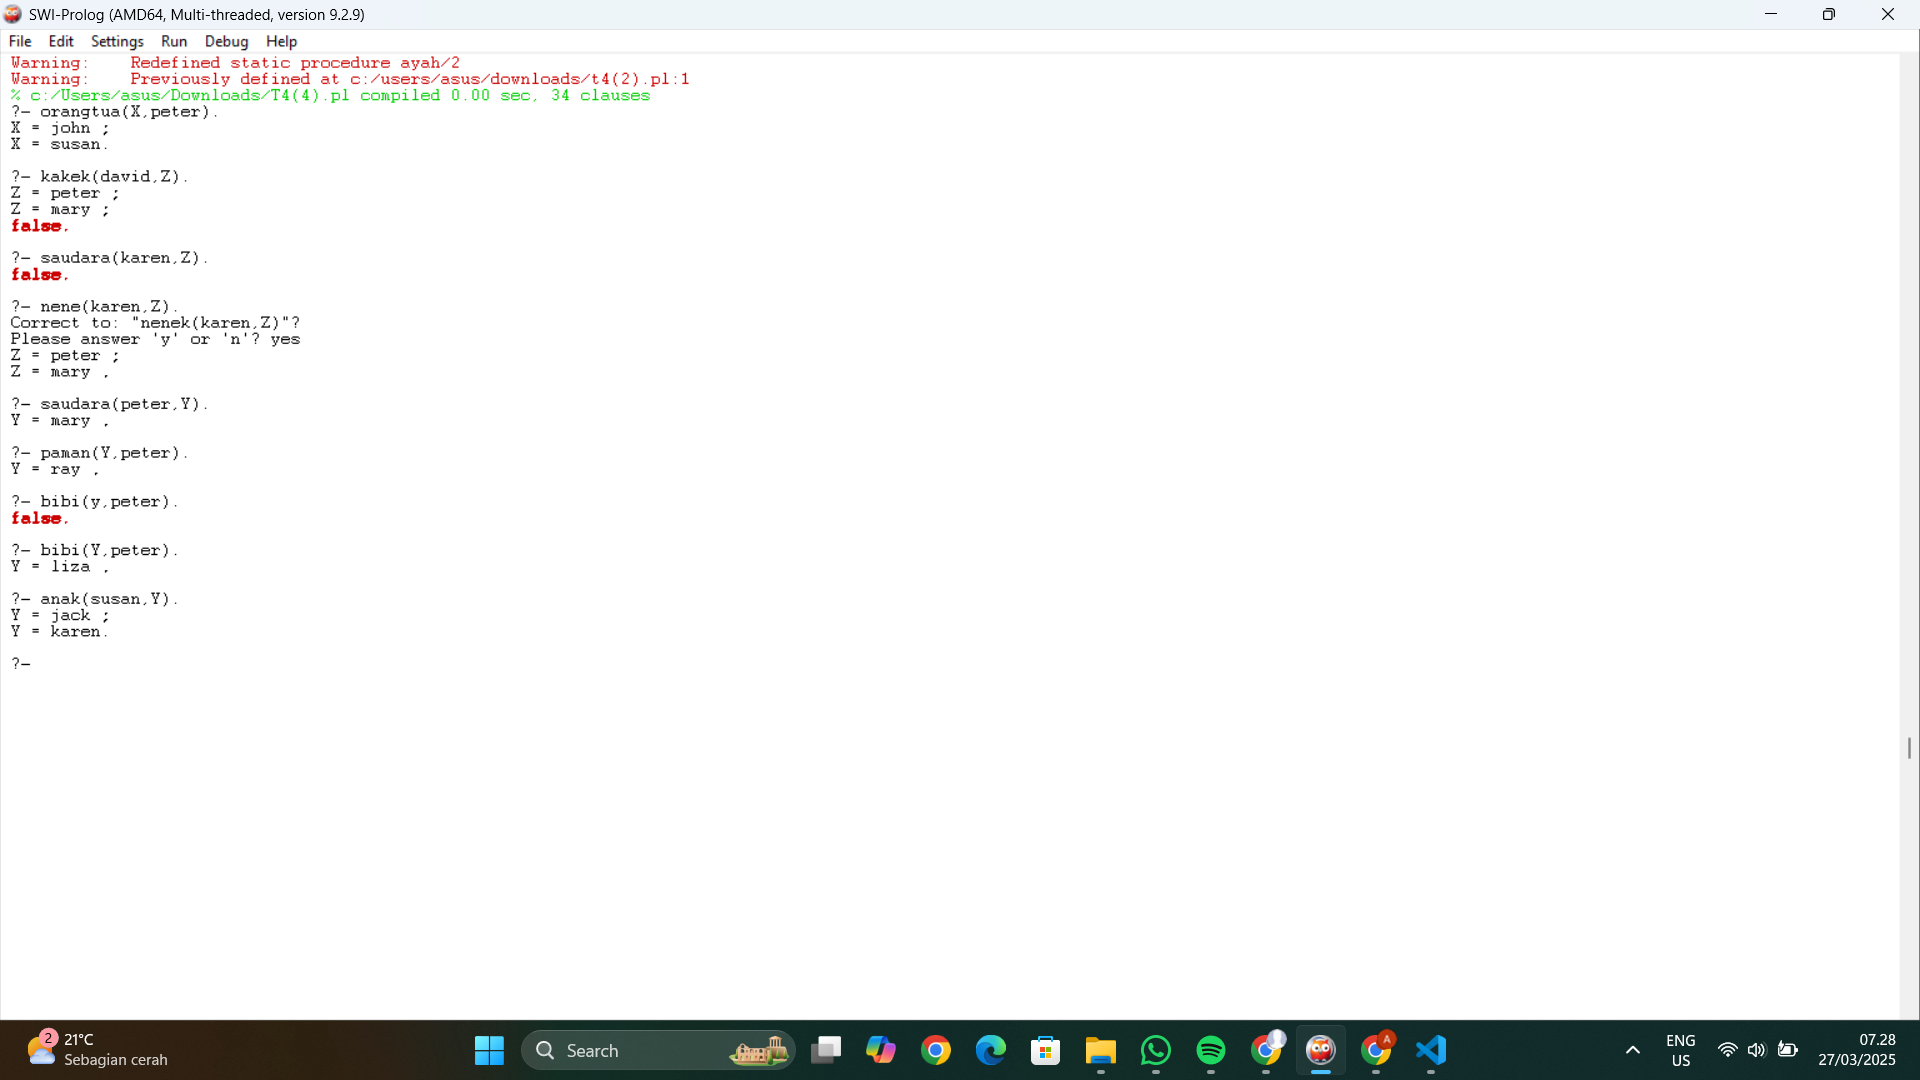 SWI-Prolog (AMD64, Multi-threaded, version 9.2.9)
File Edit Settings Run Debug Help
Warning:    Redefined static procedure ayah/2
Warning:    Previously defined at c:/users/asus/downloads/t4(2).pl:1
% c:/Users/asus/Downloads/T4(4).pl compiled 0.00 sec, 34 clauses
?- orangtua(X,peter).
X = john ;
X = susan.
?- kakek(david,Z).
Z = peter ;
Z = mary ;
false.
?- saudara(karen,Z).
false.
?- nene(karen,Z).
Correct to: "nenek(karen,Z)"?
Please answer 'y' or 'n'? yes
Z = peter ;
Z = mary .
?- saudara(peter,Y).
Y = mary .
?- paman(Y,peter).
Y = ray .
?- bibi(y,peter).
false.
?- bibi(Y,peter).
Y = liza .
?- anak(susan,Y).
Y = jack ;
Y = karen.
?-
2
21°C
Sebagian cerah
Search
A
ENG
US
07.28
27/03/2025